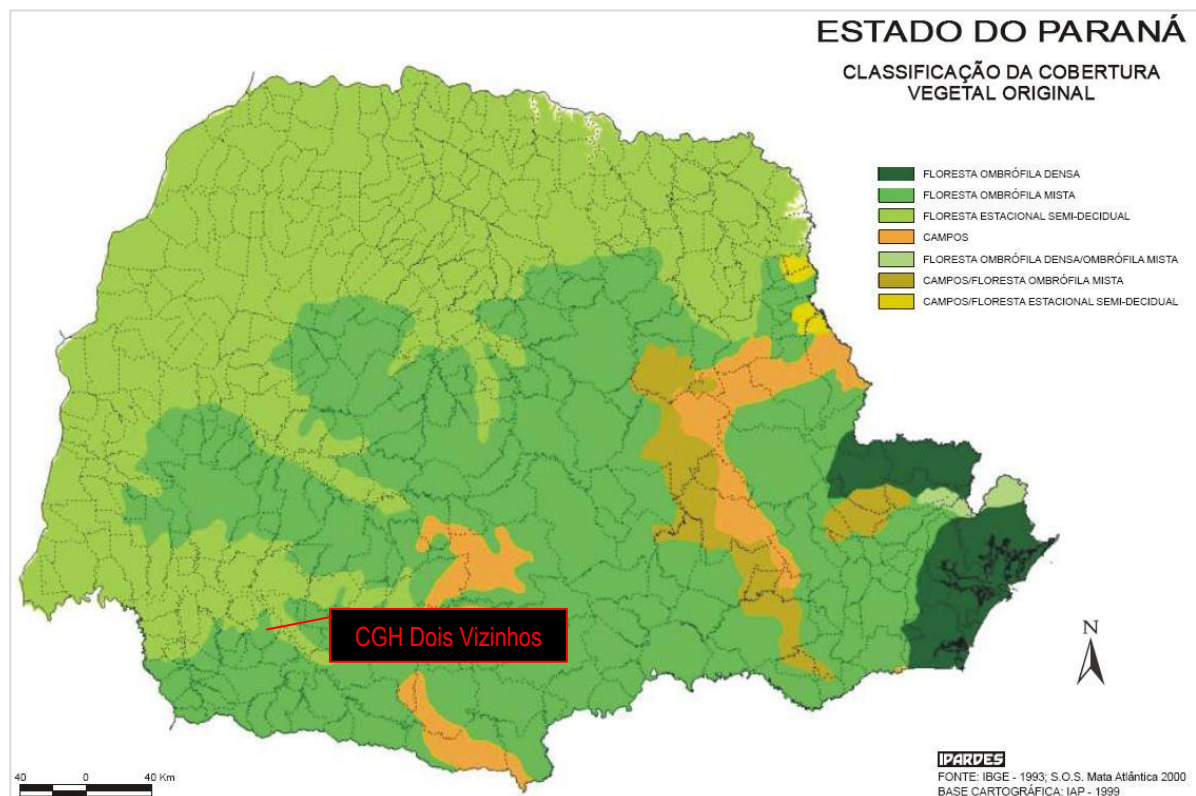 ESTADO DO PARANÁ
CLASSIFICAÇÃO DA COBERTURA
VEGETAL ORIGINAL
FLORESTA OMBRÓFILA DENSA
FLORESTA OMBRÓFILA MISTA
FLORESTA ESTACIONAL SEMI-DECIDUAL
CAMPOS
FLORESTA OMBRÓFILA DENSA/OMBRÓFILA MISTA
CAMPOS/FLORESTA OMBRÓFILA MISTA
CAMPOS/FLORESTA ESTACIONAL SEMI-DECIDUAL
CGH Dois Vizinhos
N
40 0 40 Km
IPARDES
FONTE: IBGE - 1993; S.O.S. Mata Atlântica 2000
BASE CARTOGRÁFICA: IAP - 1999